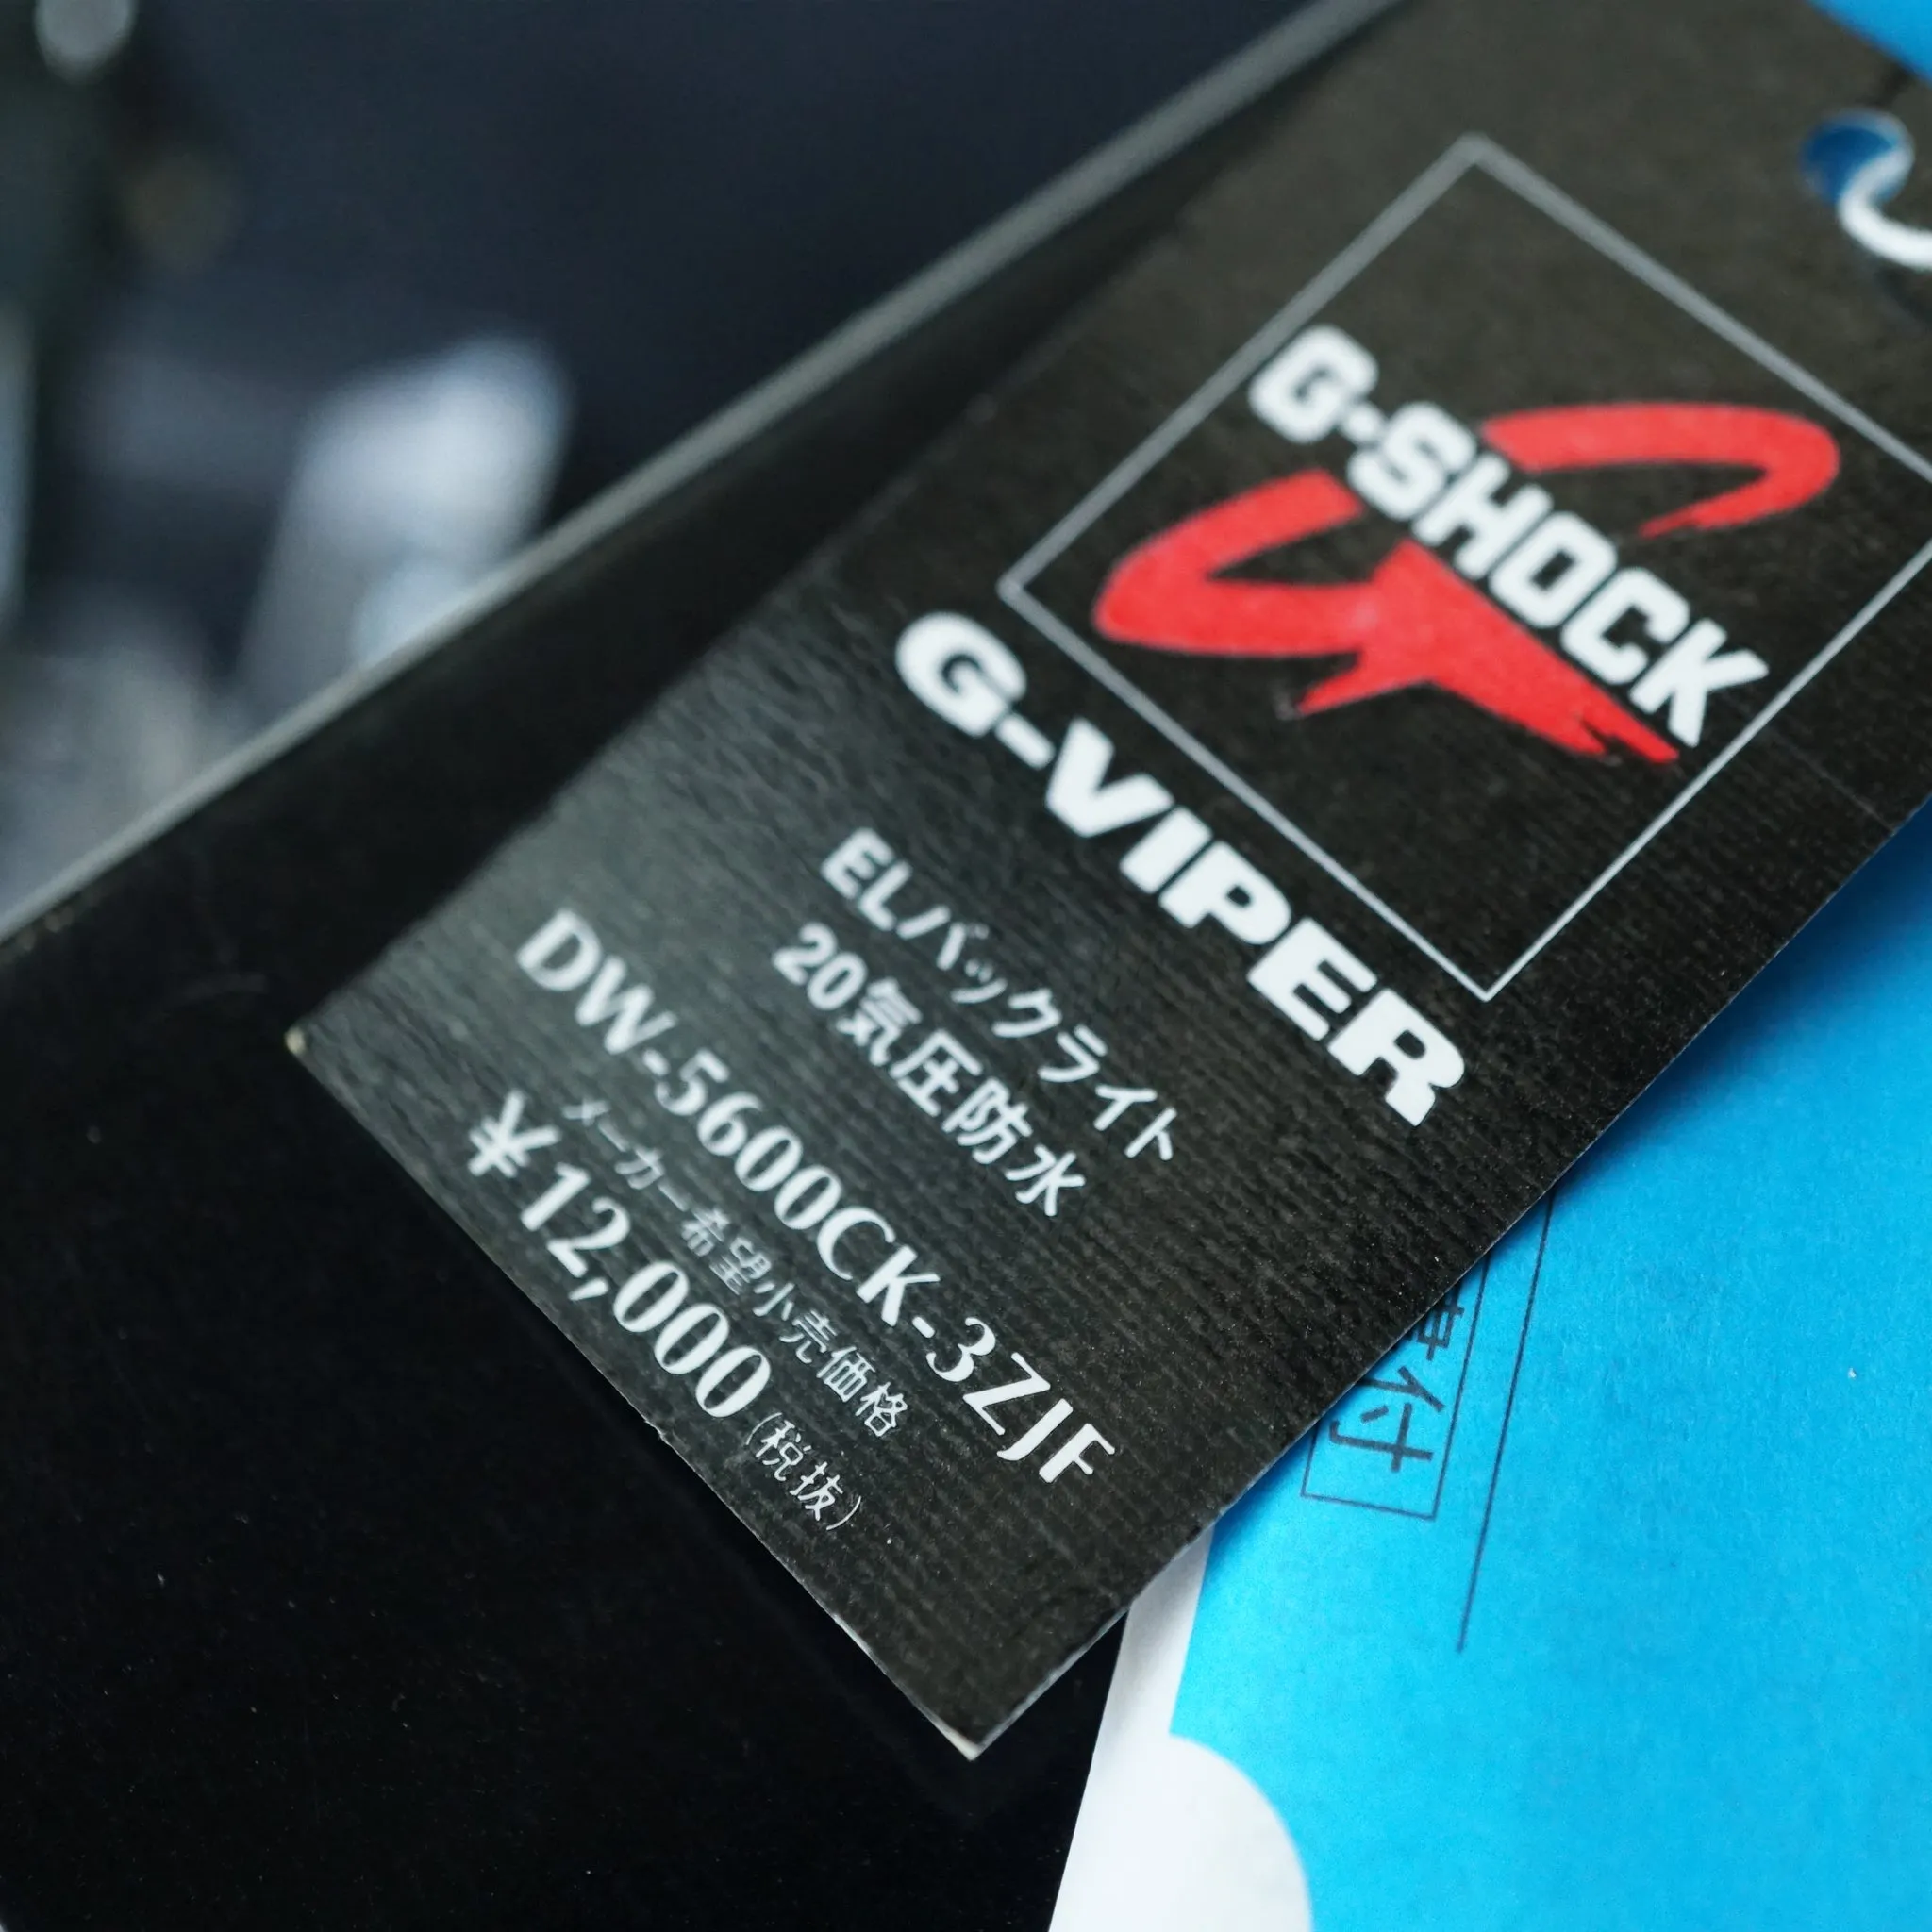 G-SHOCK
G-VIPER
ELバックライト
20気圧防水
DW-5600CK-3ZJF
メーカー希望小売価格
￥12,000(税抜)
付